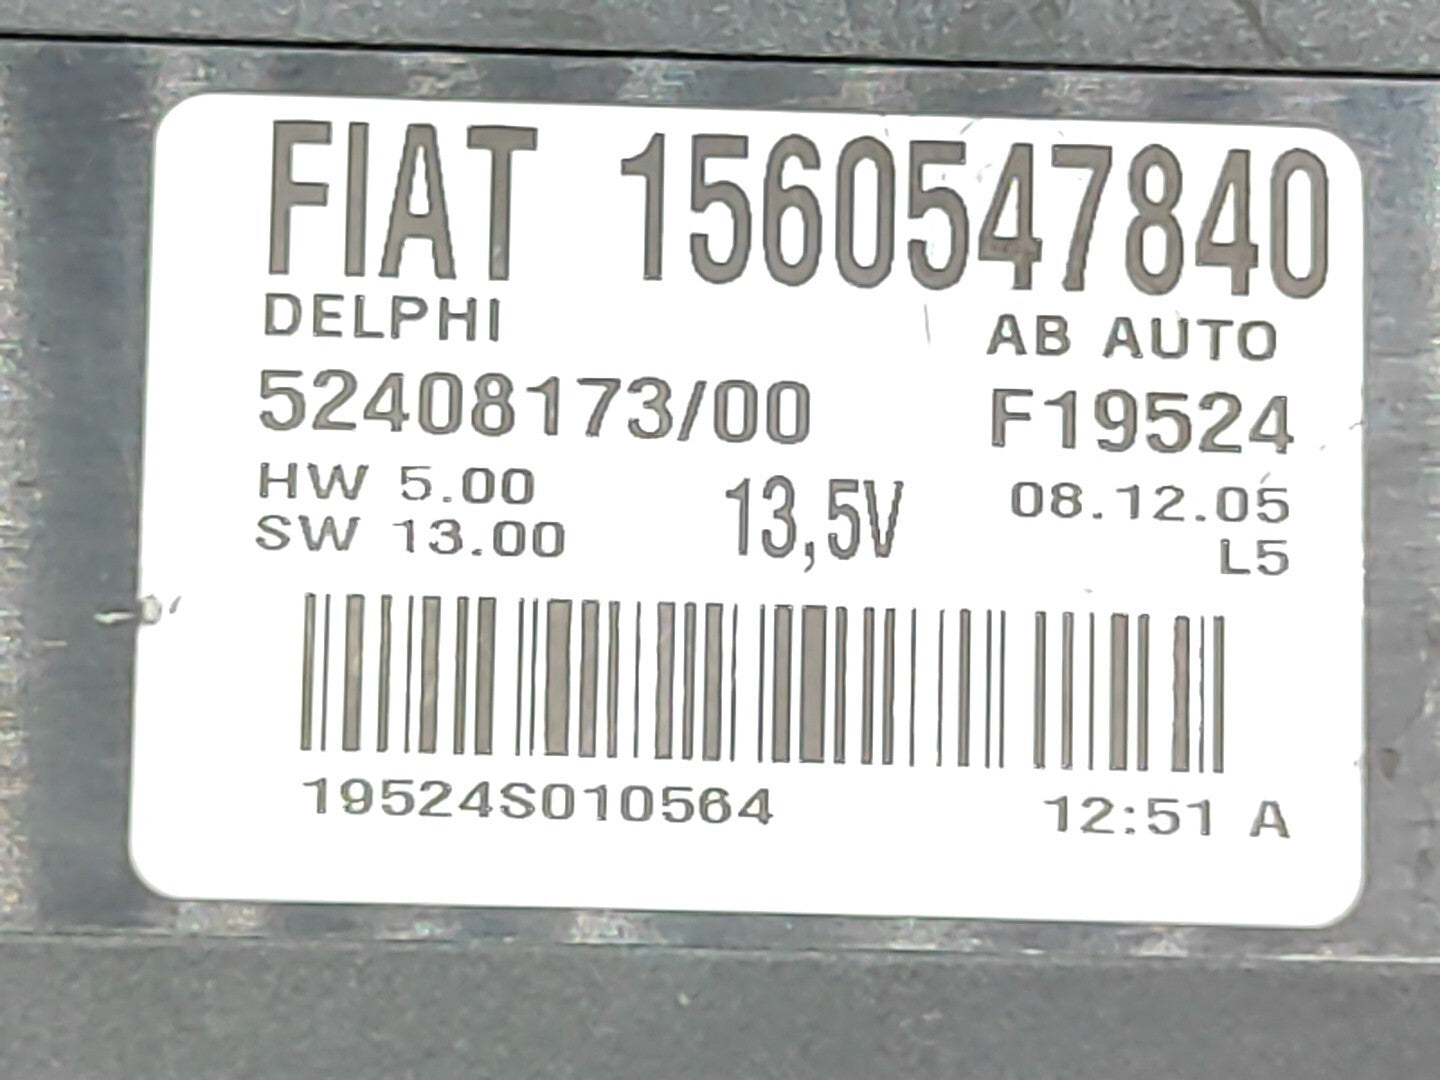 FIAT 1560547840
DELPHI AB AUTO
52408173/00 F19524
HW 5.00 13,5V 08.12.05
SW 13.00 L5
19524S010564 12:51 A